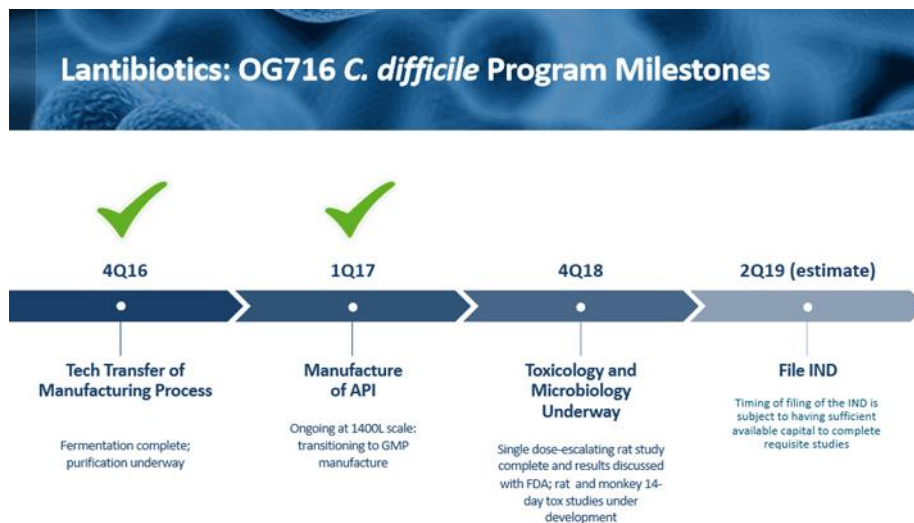 Lantibiotics: OG716 C. difficile Program Milestones
4Q16
1Q17
4Q18
2Q19 (estimate)
Tech Transfer of
Manufacturing Process
Fermentation complete;
purification underway
Manufacture
of API
Ongoing at 1400L scale:
transitioning to GMP
manufacture
Toxicology and
Microbiology
Underway
Single dose-escalating rat study
complete and results discussed
with FDA; rat and monkey 14-
day tox studies under
development
File IND
Timing of filing of the IND is
subject to having sufficient
available capital to complete
requisite studies